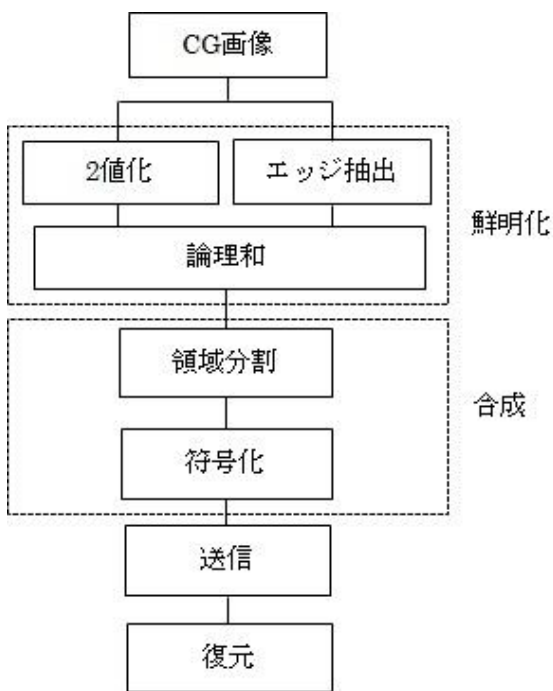 CG画像
2値化
エッジ抽出
鮮明化
論理和
領域分割
合成
符号化
送信
復元